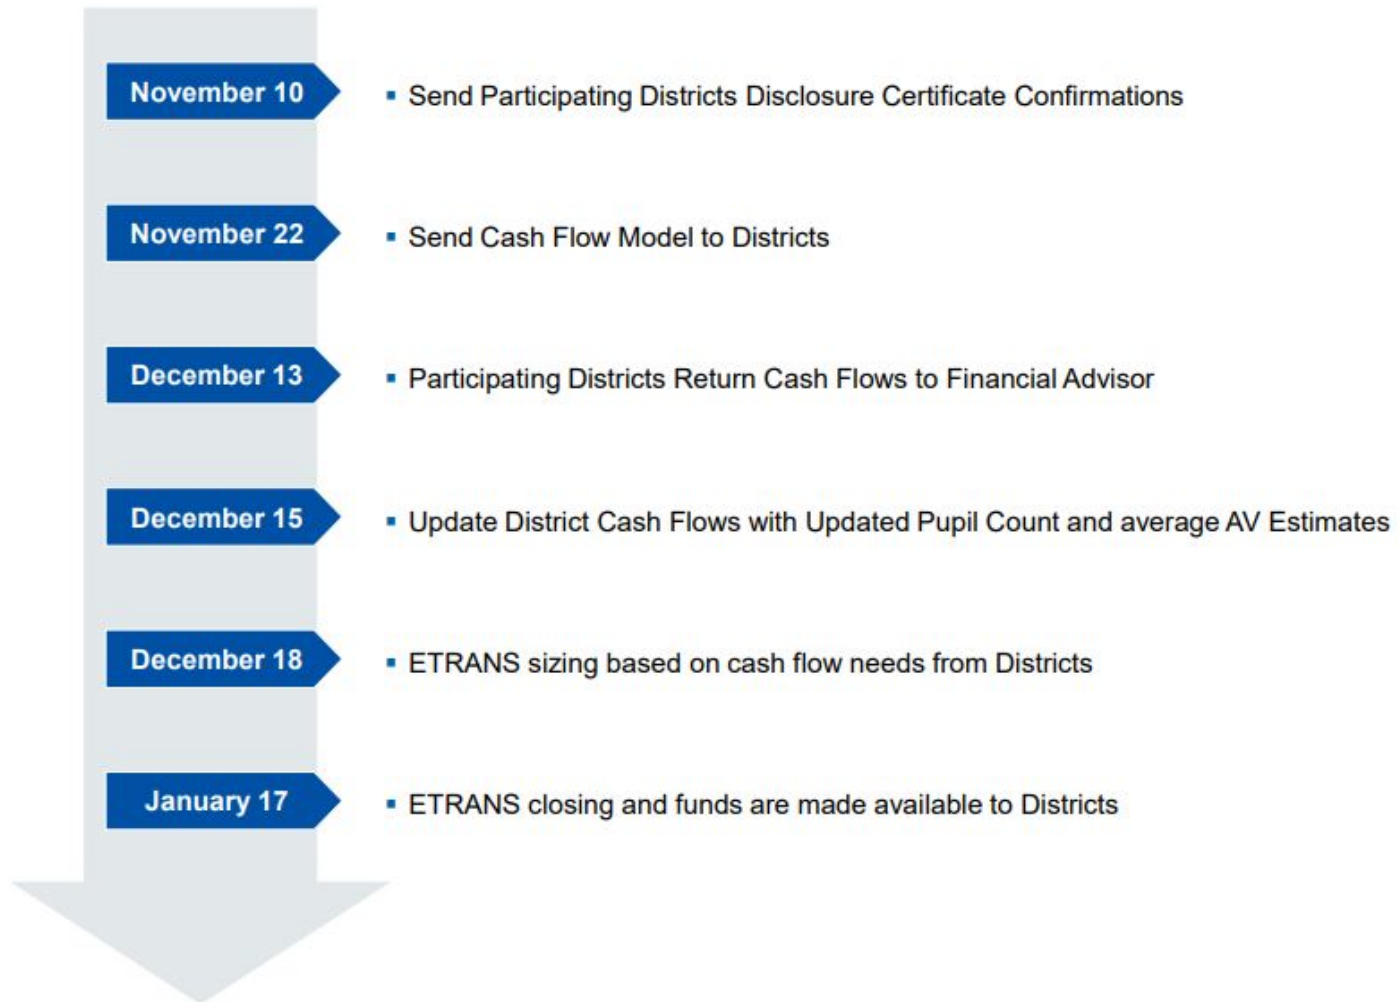 November 10
▪ Send Participating Districts Disclosure Certificate Confirmations
November 22
▪ Send Cash Flow Model to Districts
December 13
▪ Participating Districts Return Cash Flows to Financial Advisor
December 15
▪ Update District Cash Flows with Updated Pupil Count and average AV Estimates
December 18
▪ ETRANS sizing based on cash flow needs from Districts
January 17
▪ ETRANS closing and funds are made available to Districts